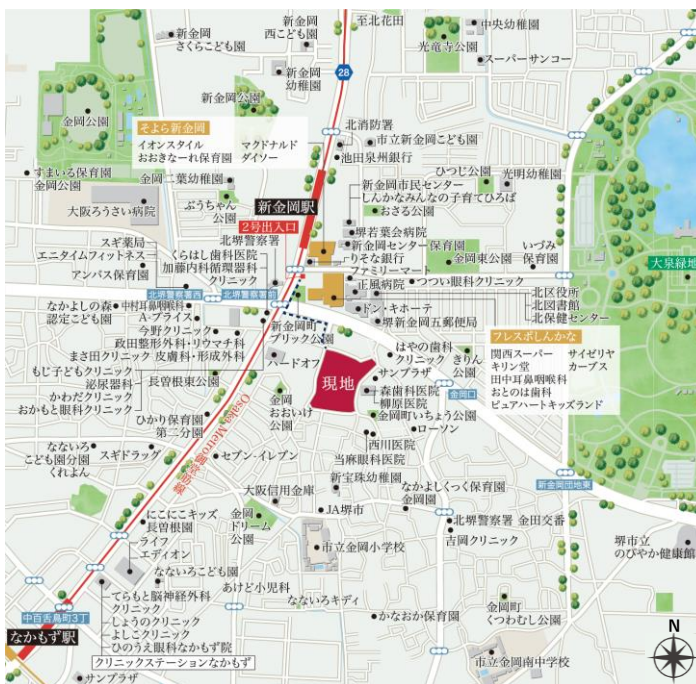 新金岡
さくらこども園
新金岡
西こども園
至北花田
光竜寺公園
中央幼稚園
スーパーサンコー
新金岡
幼稚園
28
新金岡公園
金岡公園
そよら新金岡
イオンスタイル
おおきなーれ保育園
マクドナルド
ダイソー
北消防署
市立新金岡こども園
池田泉州銀行
すまいる保育園
金岡公園
金岡二葉幼稚園
ぶうちゃん
公園
大阪ろうさい病院
新金岡駅
2号出入口
新金岡市民センター
しんかなみんなの子育てひろば
おさる公園
ひつじ公園
光明幼稚園
堺若葉会病院
新金岡センター保育園
りそな銀行
ファミリーマート
金岡東公園
いづみ
保育園
大泉緑地
スギ薬局
エニタイムフィットネス
アンパス保育園
北堺警察署
くらはし歯科医院
加藤内科循環器科
クリニック
正風病院
つつい眼科クリニック
北堺警察署西
北堺警察署前
ドン・キホーテ
堺新金岡五郵便局
北区役所
北図書館
北保健センター
なかよしの森
認定こども園
中村耳鼻咽喉科
A-プライス
今野クリニック
政田整形外科・リウマチ科
まさ田クリニック 皮膚科・形成外科
新金岡町
ブリック公園
ハードオフ
現地
はやの歯科
クリニック
きりん
公園
サンプラザ
フレスポしんかな
関西スーパー
キリン堂
田中耳鼻咽喉科
おとのは歯科
ピュアハートキッズランド
サイゼリヤ
カーブス
もじ子どもクリニック
泌尿器科
かわだクリニック
おかもと眼科クリニック
長曽根東公園
金岡
おおいけ
公園
森歯科医院
柳原医院
金岡町いちょう公園
ローソン
金岡口
ひかり保育園
第二分園
Osaka Metro御堂筋線
なないろ
こども園分園
くれよん
スギドラッグ
セブン-イレブン
西川医院
当麻眼科医院
新宝珠幼稚園
なかよしくっく保育園
金岡園
新金岡団地東
大阪信用金庫
金岡
ドリーム
公園
JA堺市
にこにこキッズ
長曽根園
ライフ
エディオン
なないろこども園
市立金岡小学校
北堺警察署 金田交番
吉岡クリニック
堺市立
のびやか健康館
てらもと脳神経外科
クリニック
じょうのクリニック
よしこクリニック
ひのうえ眼科なかもず院
クリニックステーションなかもず
あけど小児科
なないろキディ
かなおか保育園
金岡町
くつわむし公園
中百舌鳥町3丁
なかもず駅
サンプラザ
市立金岡南中学校
N